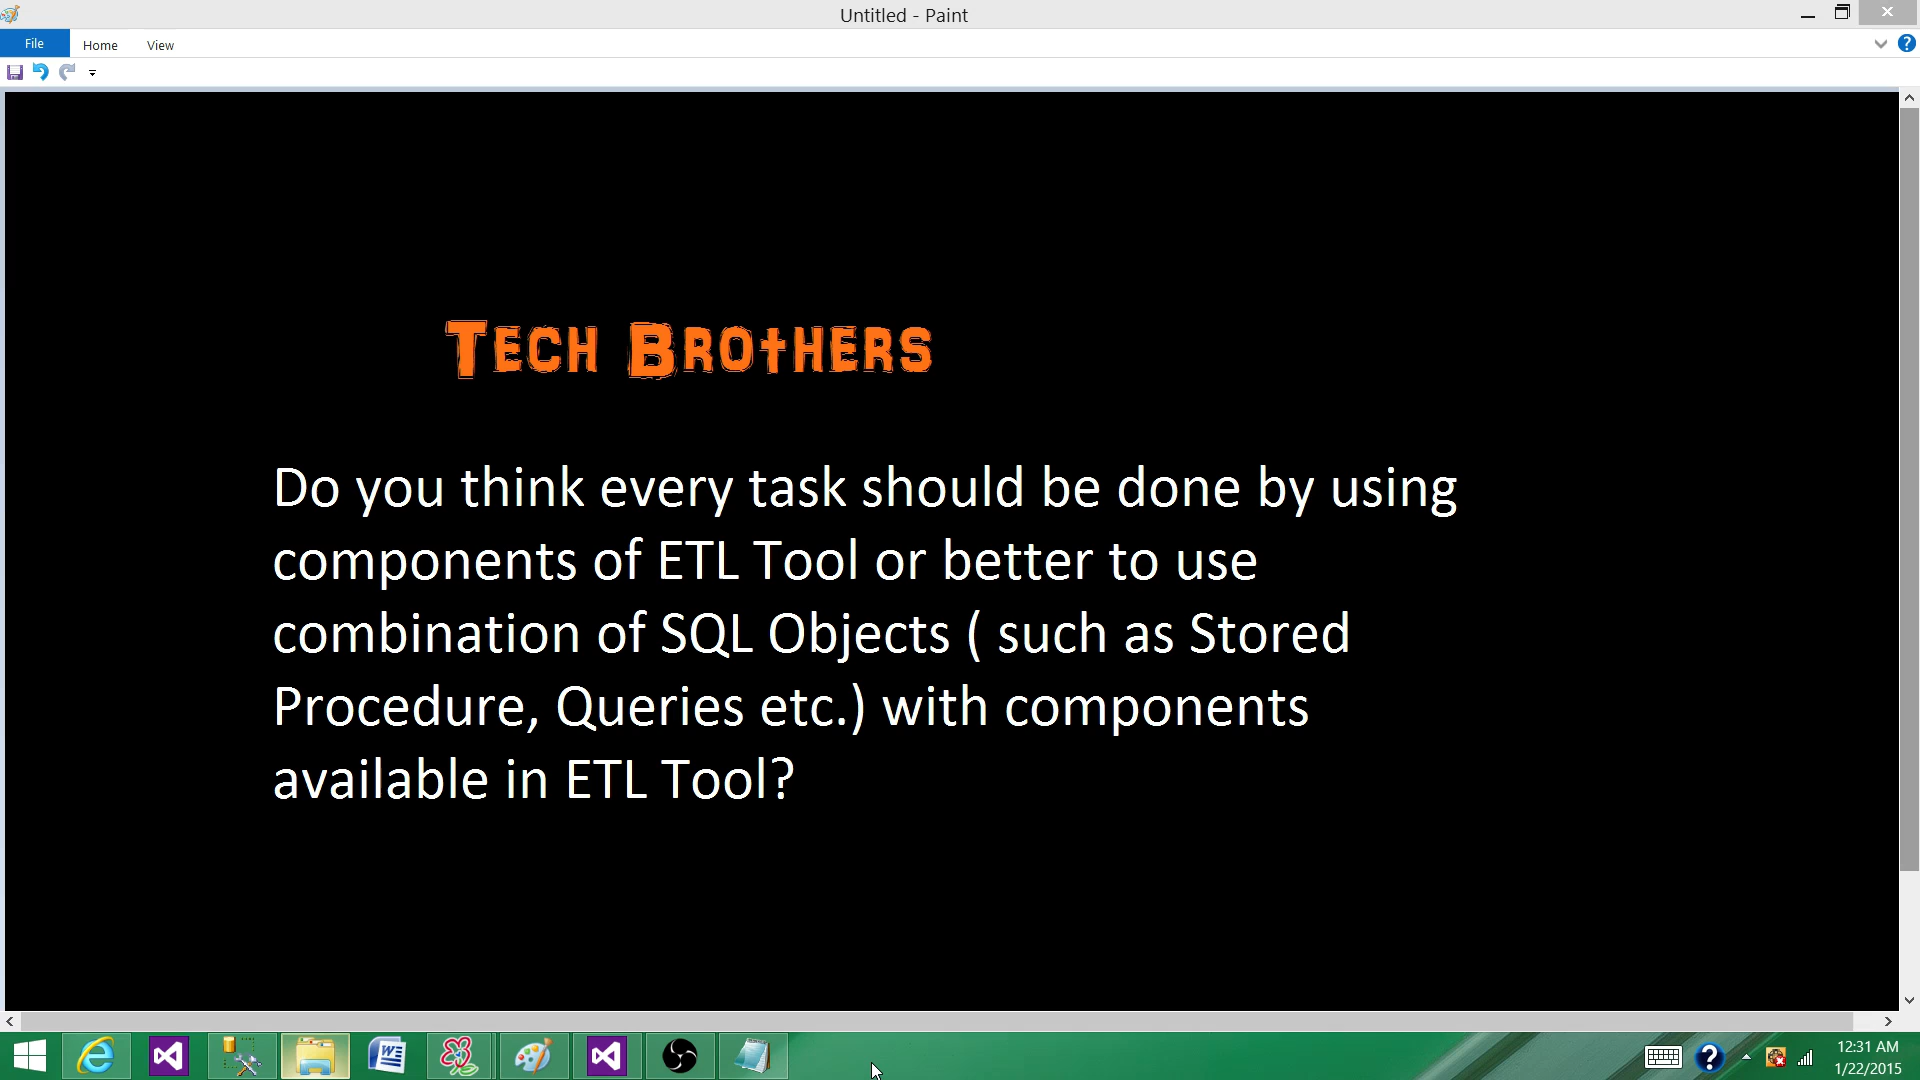 Untitled - Paint
File Home View
Tech Brothers
Do you think every task should be done by using
components of ETL Tool or better to use
combination of SQL Objects ( such as Stored
Procedure, Queries etc.) with components
available in ETL Tool?
12:31 AM
1/22/2015